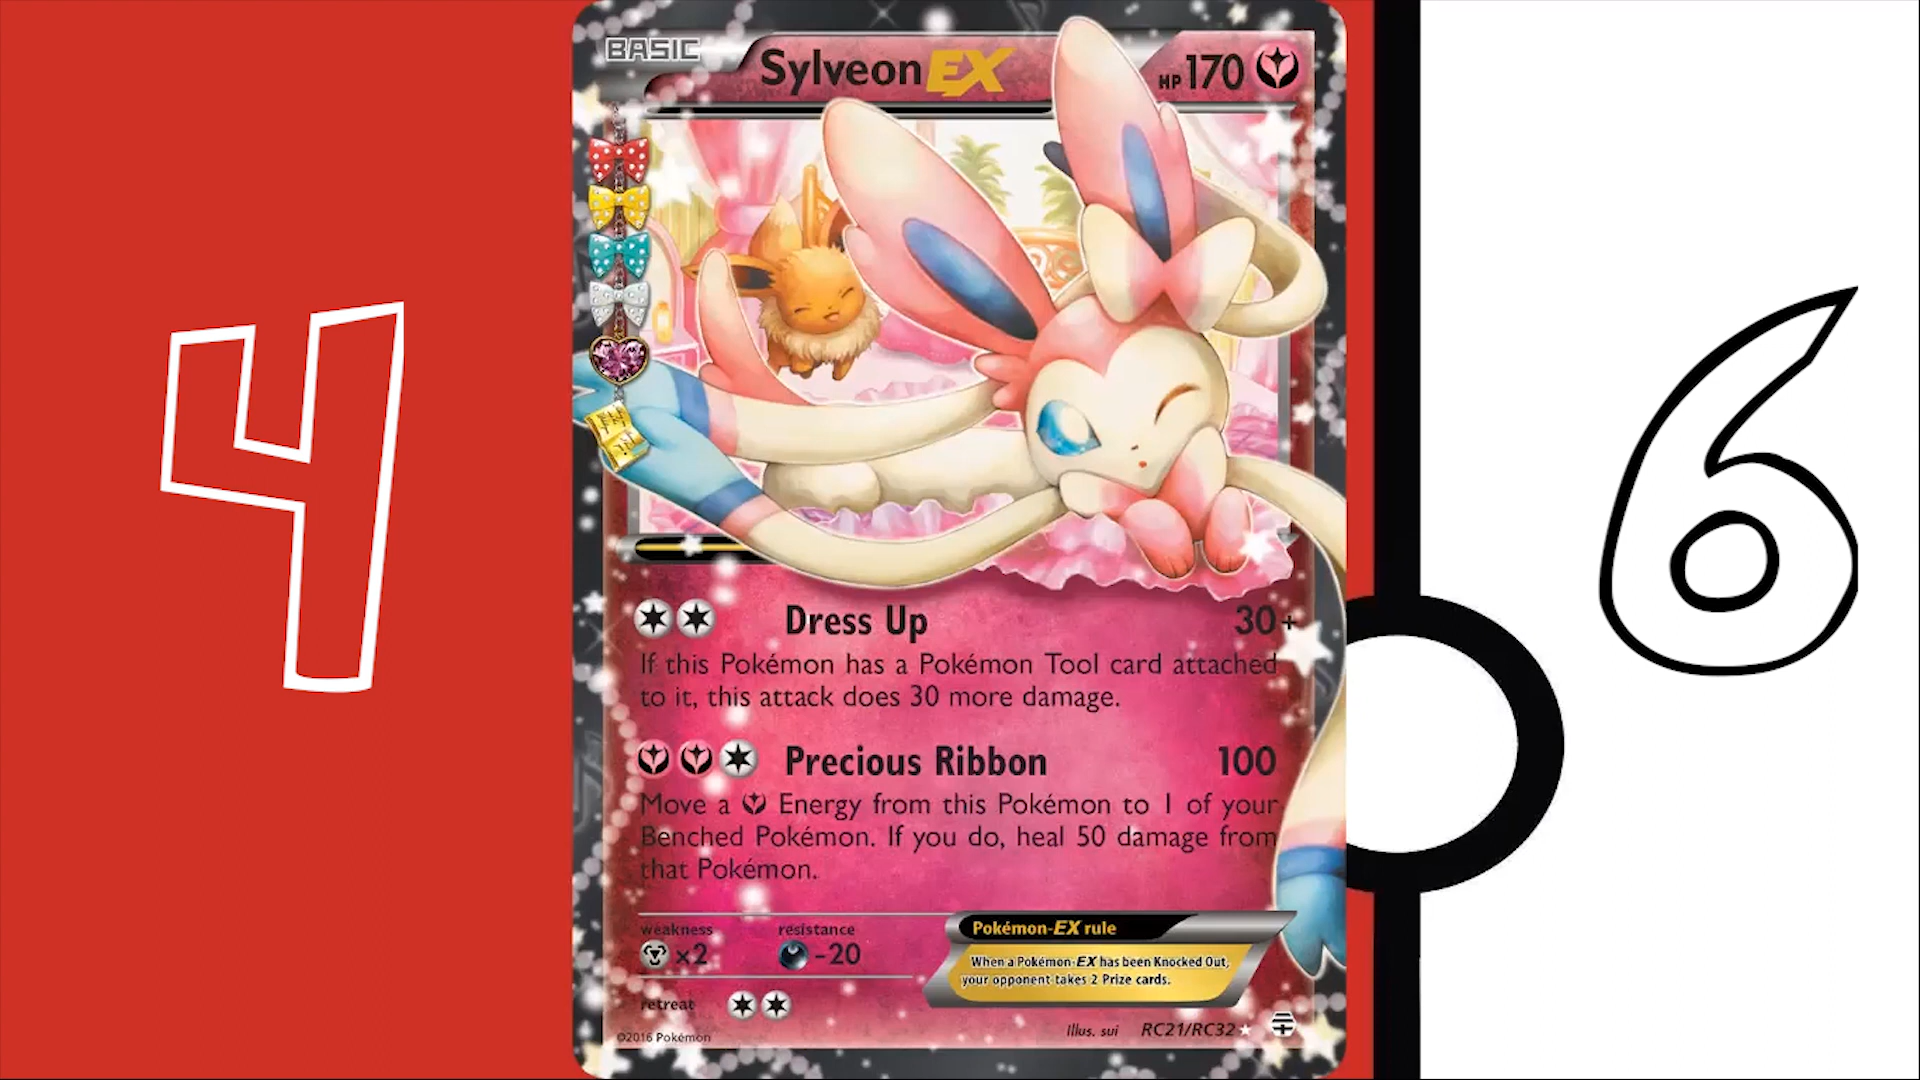 BASIC
Sylveon EX
HP 170
4
6
Dress Up 30+
If this Pokémon has a Pokémon Tool card attached
to it, this attack does 30 more damage.
Precious Ribbon 100
Move a Energy from this Pokémon to 1 of your
Benched Pokémon. If you do, heal 50 damage from
that Pokémon.
weakness resistance
×2 -20
Pokémon-EX rule
When a Pokémon-EX has been Knocked Out,
your opponent takes 2 Prize cards.
retreat
©2016 Pokémon
Illus. sui RC21/RC32